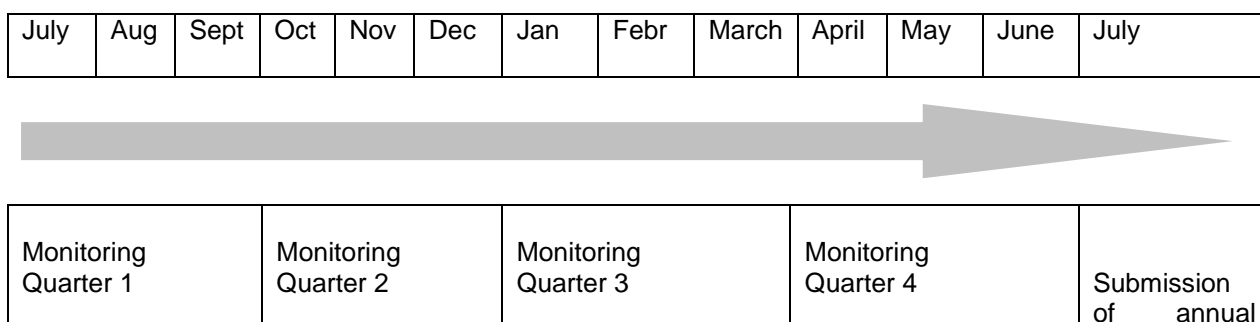 July Aug Sept Oct Nov Dec Jan Febr March April May June July
Monitoring Quarter 1
Monitoring Quarter 2
Monitoring Quarter 3
Monitoring Quarter 4
Submission
of annual